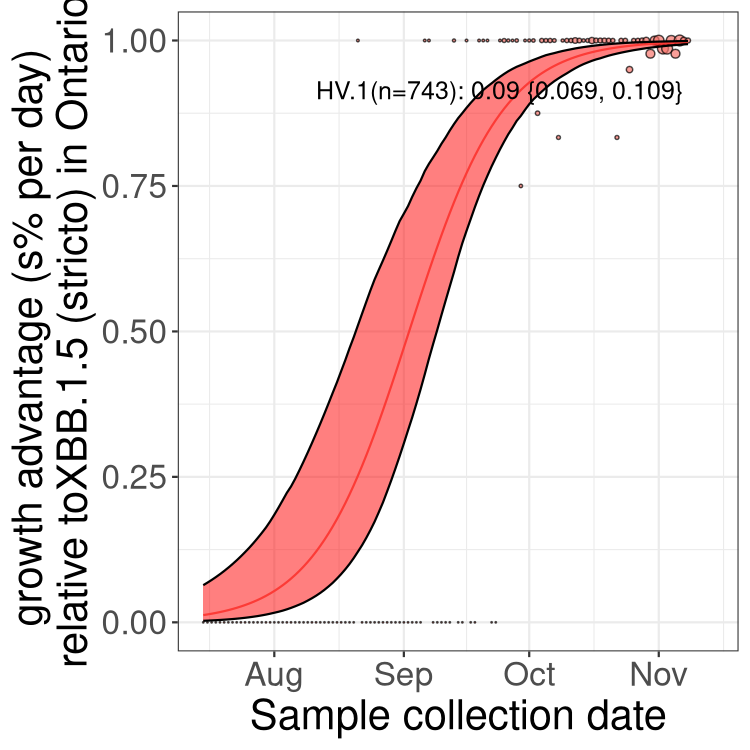 growth advantage (s% per day)
relative toXBB.1.5 (stricto) in Ontario
1.00
HV.1(n=743): 0.09 {0.069, 0.109}
0.75
0.50
0.25
0.00
Aug Sep Oct Nov
Sample collection date